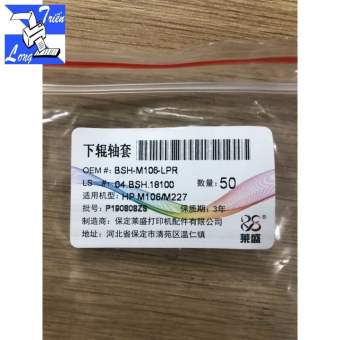 Triển
Long
下辊轴套
OEM #: BSH-M106-LPR
LS #: 04.BSH.18100 数量: 50
适用机型: HP M106/M227
批号: P190808ZS 保质期: 3年
制造商: 保定莱盛打印机配件有限公司
莱盛
地址: 河北省保定市清苑区温仁镇